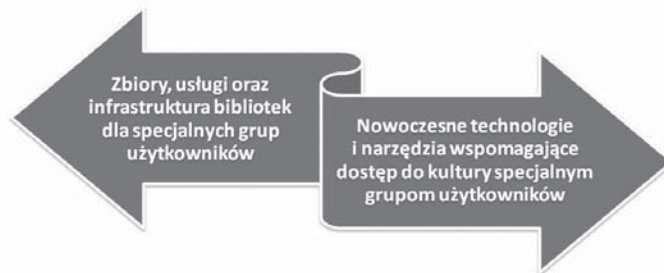 Zbiory, usługi oraz
infrastruktura bibliotek
dla specjalnych grup
użytkowników
Nowoczesne technologie
i narzędzia wspomagające
dostęp do kultury specjalnym
grupom użytkowników